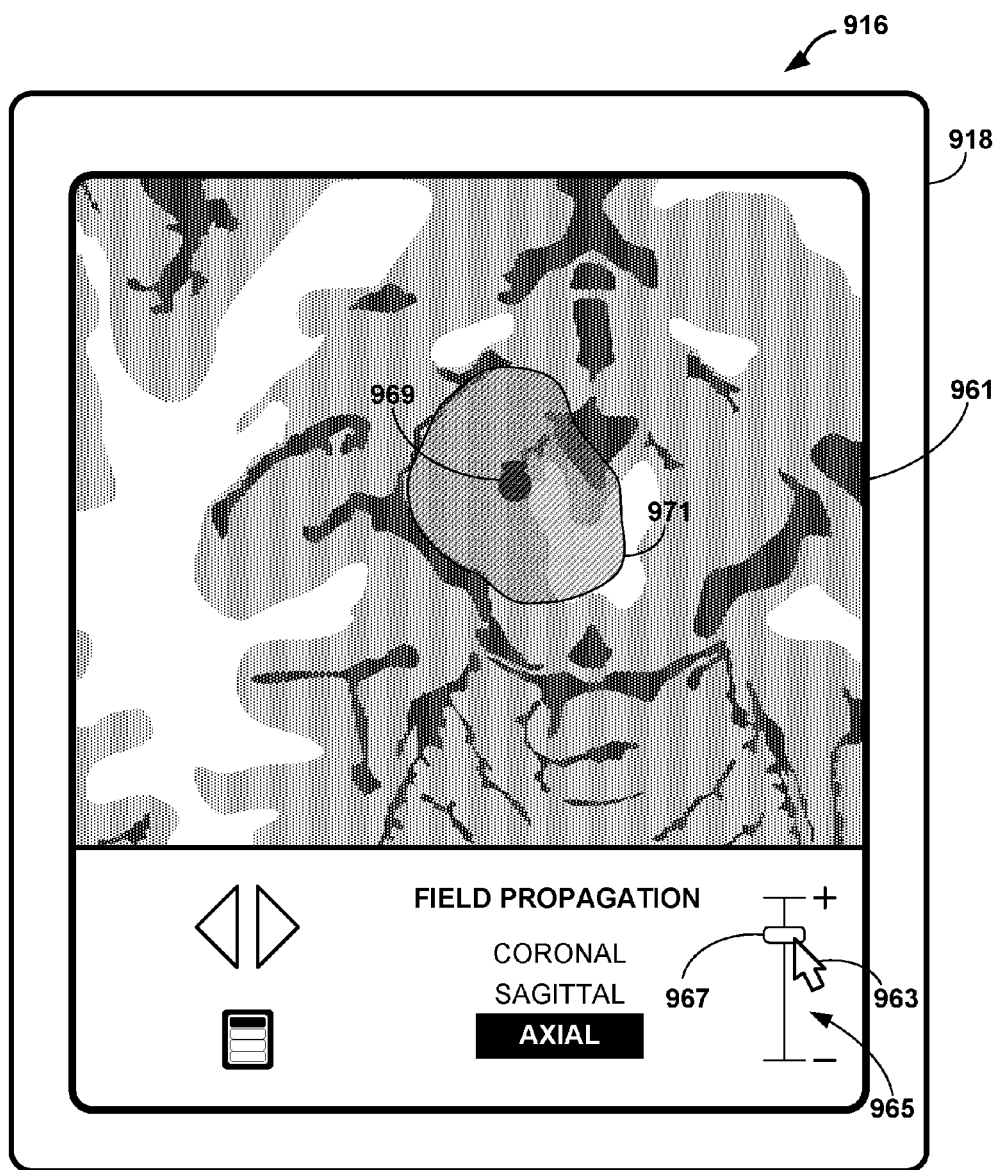 916
918
969
961
971
FIELD PROPAGATION
+
CORONAL
SAGITTAL
967
963
AXIAL
−
965